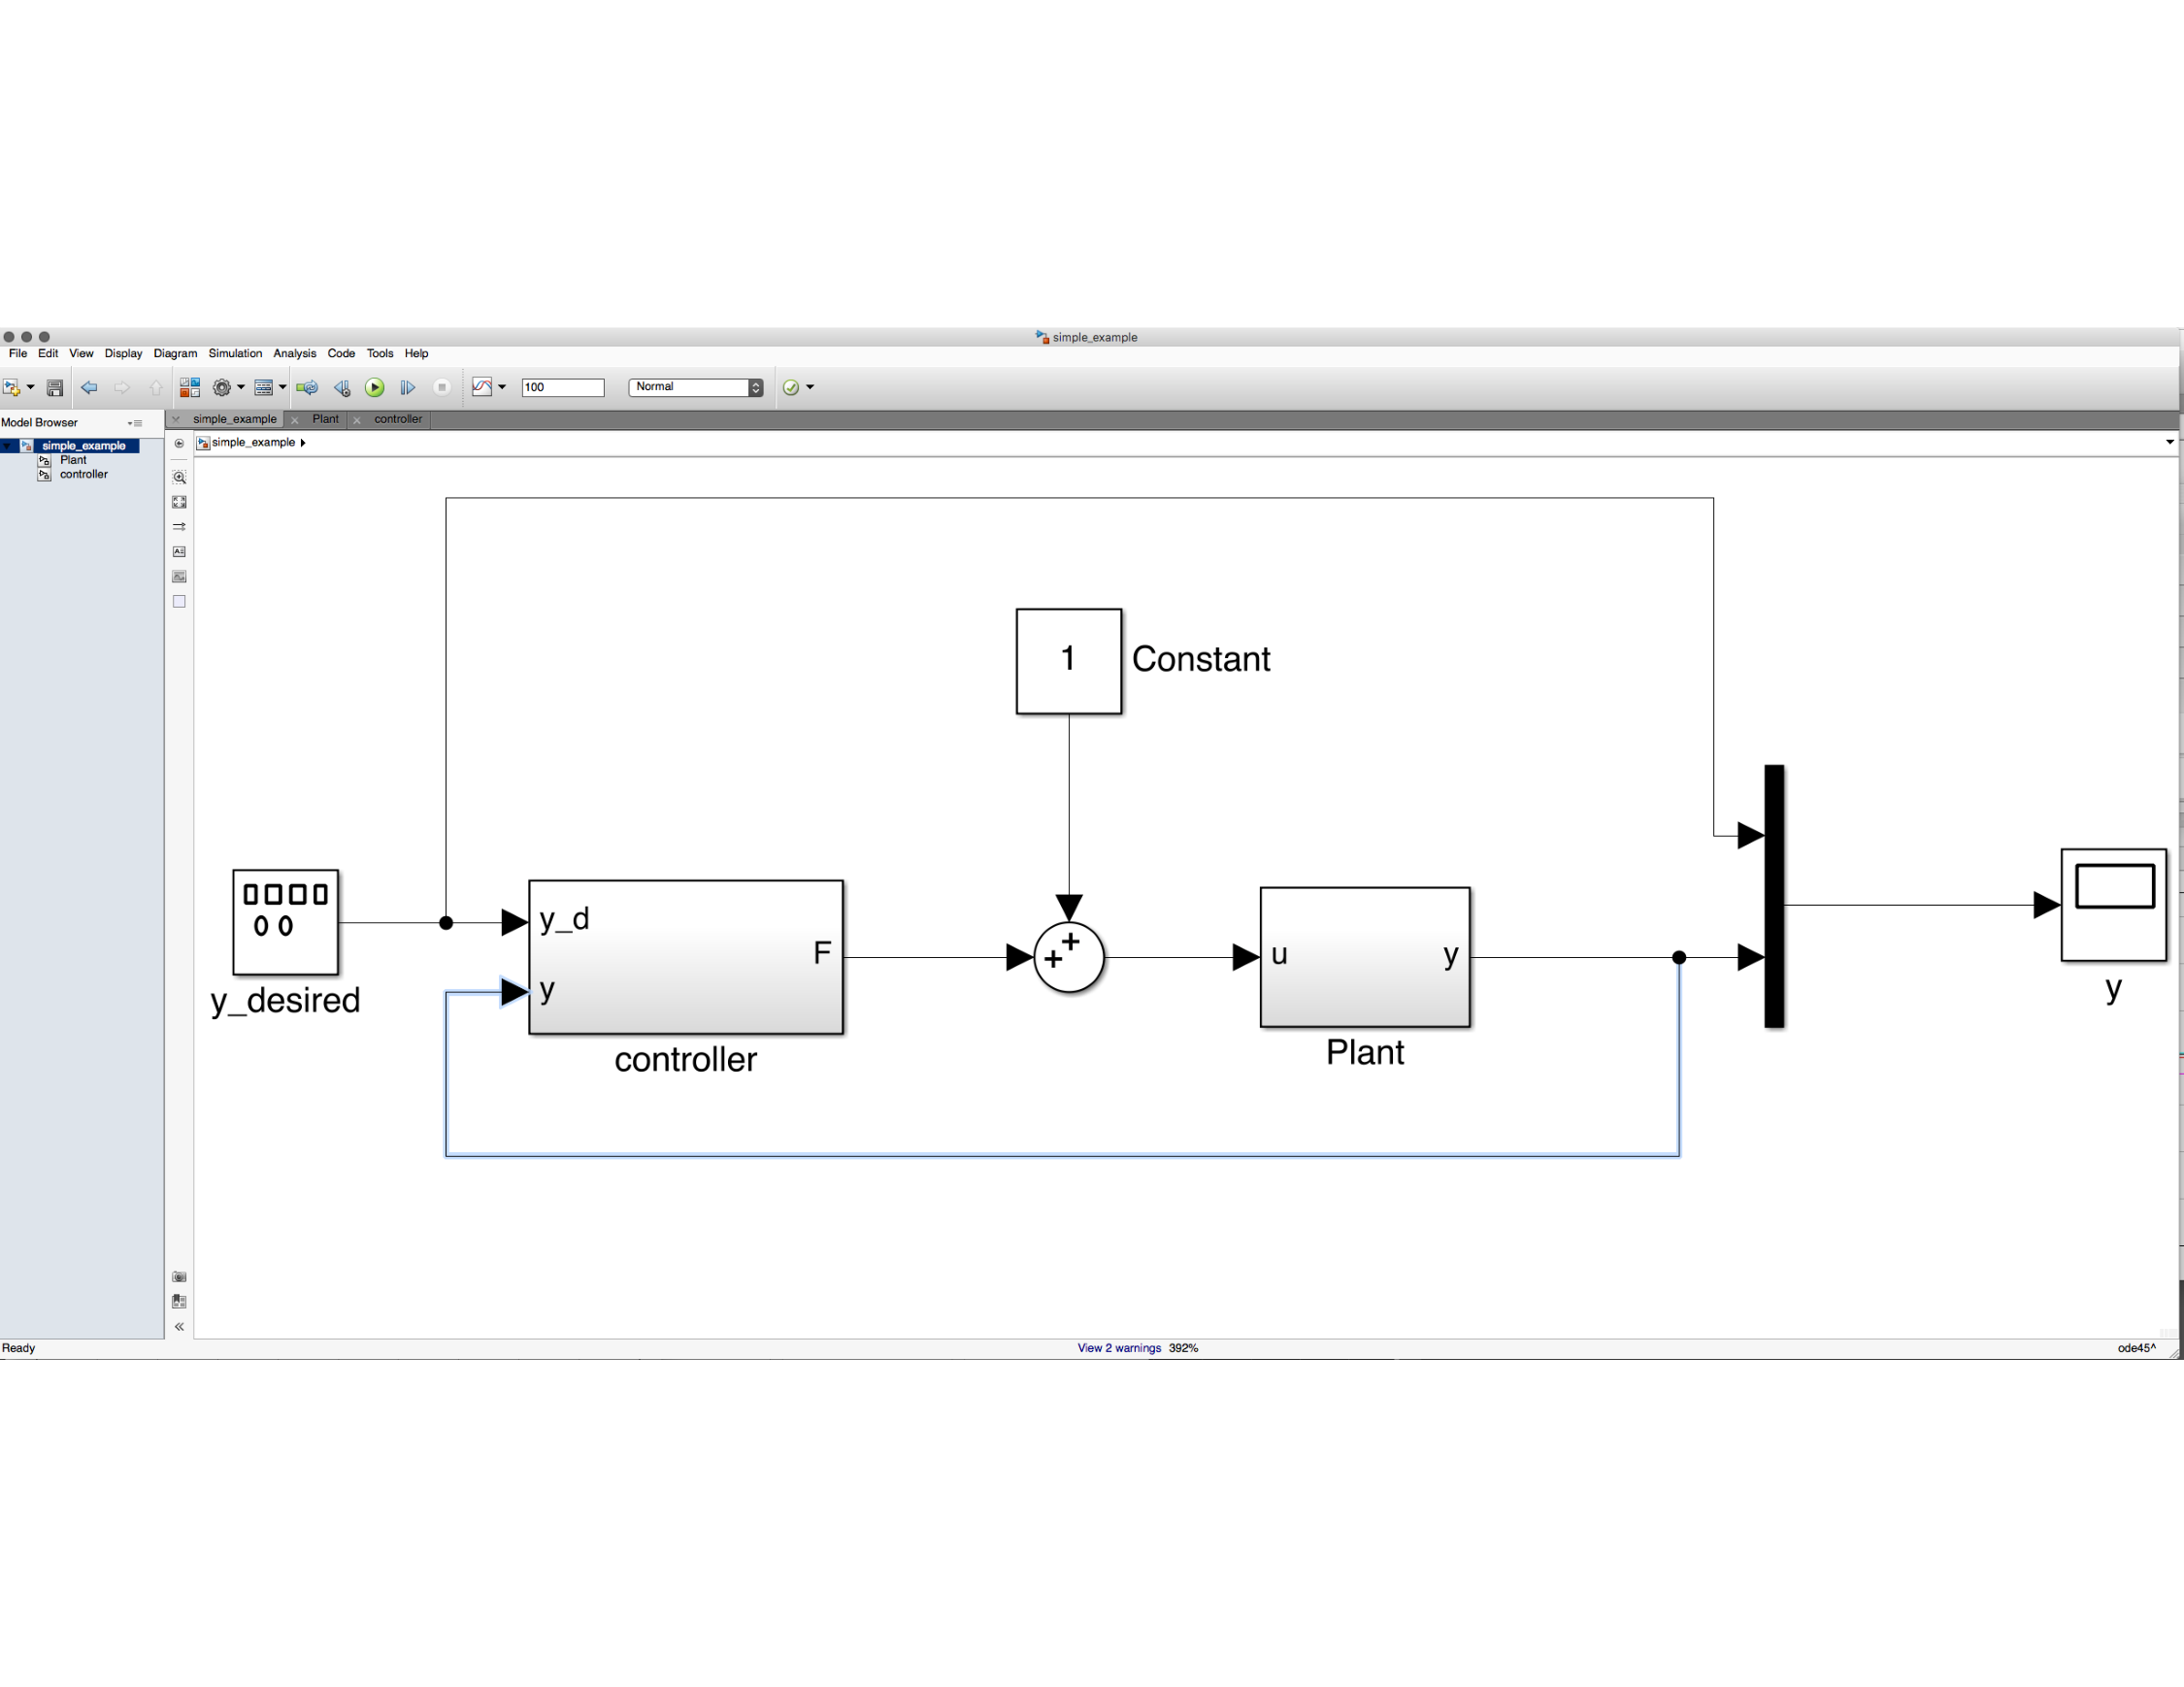 simple_example
File Edit View Display Diagram Simulation Analysis Code Tools Help
100 Normal
Model Browser
simple_example Plant controller
simple_example
simple_example
Plant
controller
1 Constant
y_d
F
y
u y
y_desired
controller
Plant
y
Ready View 2 warnings 392% ode45^